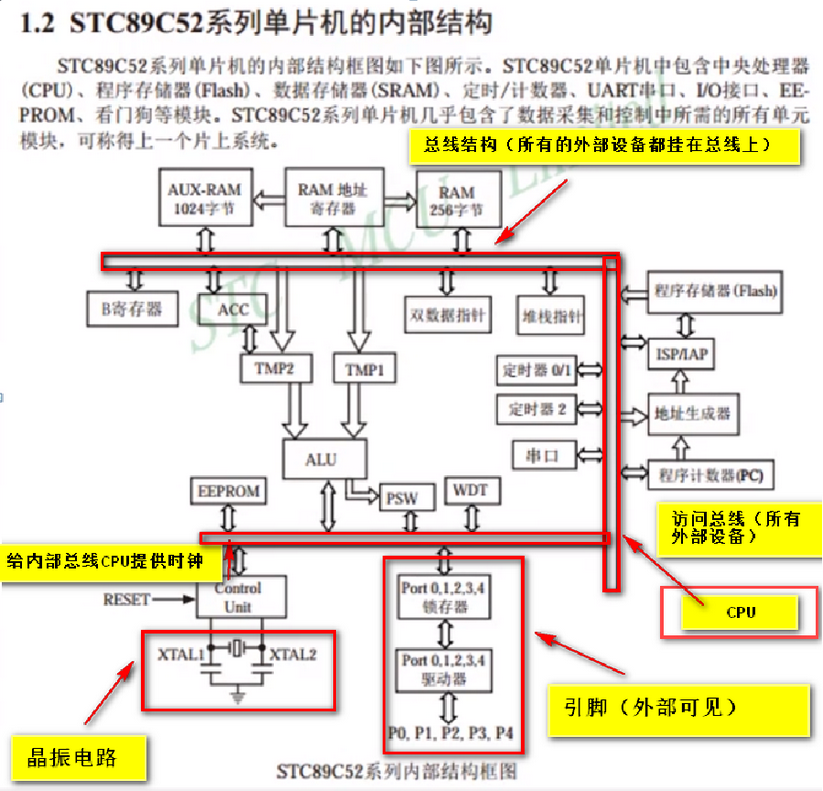 1.2 STC89C52系列单片机的内部结构
STC89C52系列单片机的内部结构框图如下图所示。STC89C52单片机中包含中央处理器
(CPU)、程序存储器(Flash)、数据存储器(SRAM)、定时/计数器、UART串口、I/O接口、EE-
PROM、看门狗等模块。STC89C52系列单片机几乎包含了数据采集和控制中所需的所有单元
模块，可称得上一个片上系统。
总线结构（所有的外部设备都挂在总线上）
STC MCU Limited
AUX-RAM
1024字节
RAM 地址
寄存器
RAM
256字节
B寄存器
ACC
双数据指针
堆栈指针
程序存储器(Flash)
TMP2
TMP1
定时器 0/1
ISP/IAP
定时器 2
地址生成器
ALU
串口
程序计数器(PC)
EEPROM
PSW
WDT
访问总线（所有
外部设备）
给内部总线CPU提供时钟
CPU
RESET
Control
Unit
Port 0,1,2,3,4
锁存器
XTAL1
XTAL2
Port 0,1,2,3,4
驱动器
引脚（外部可见）
P0, P1, P2, P3, P4
晶振电路
STC89C52系列内部结构框图